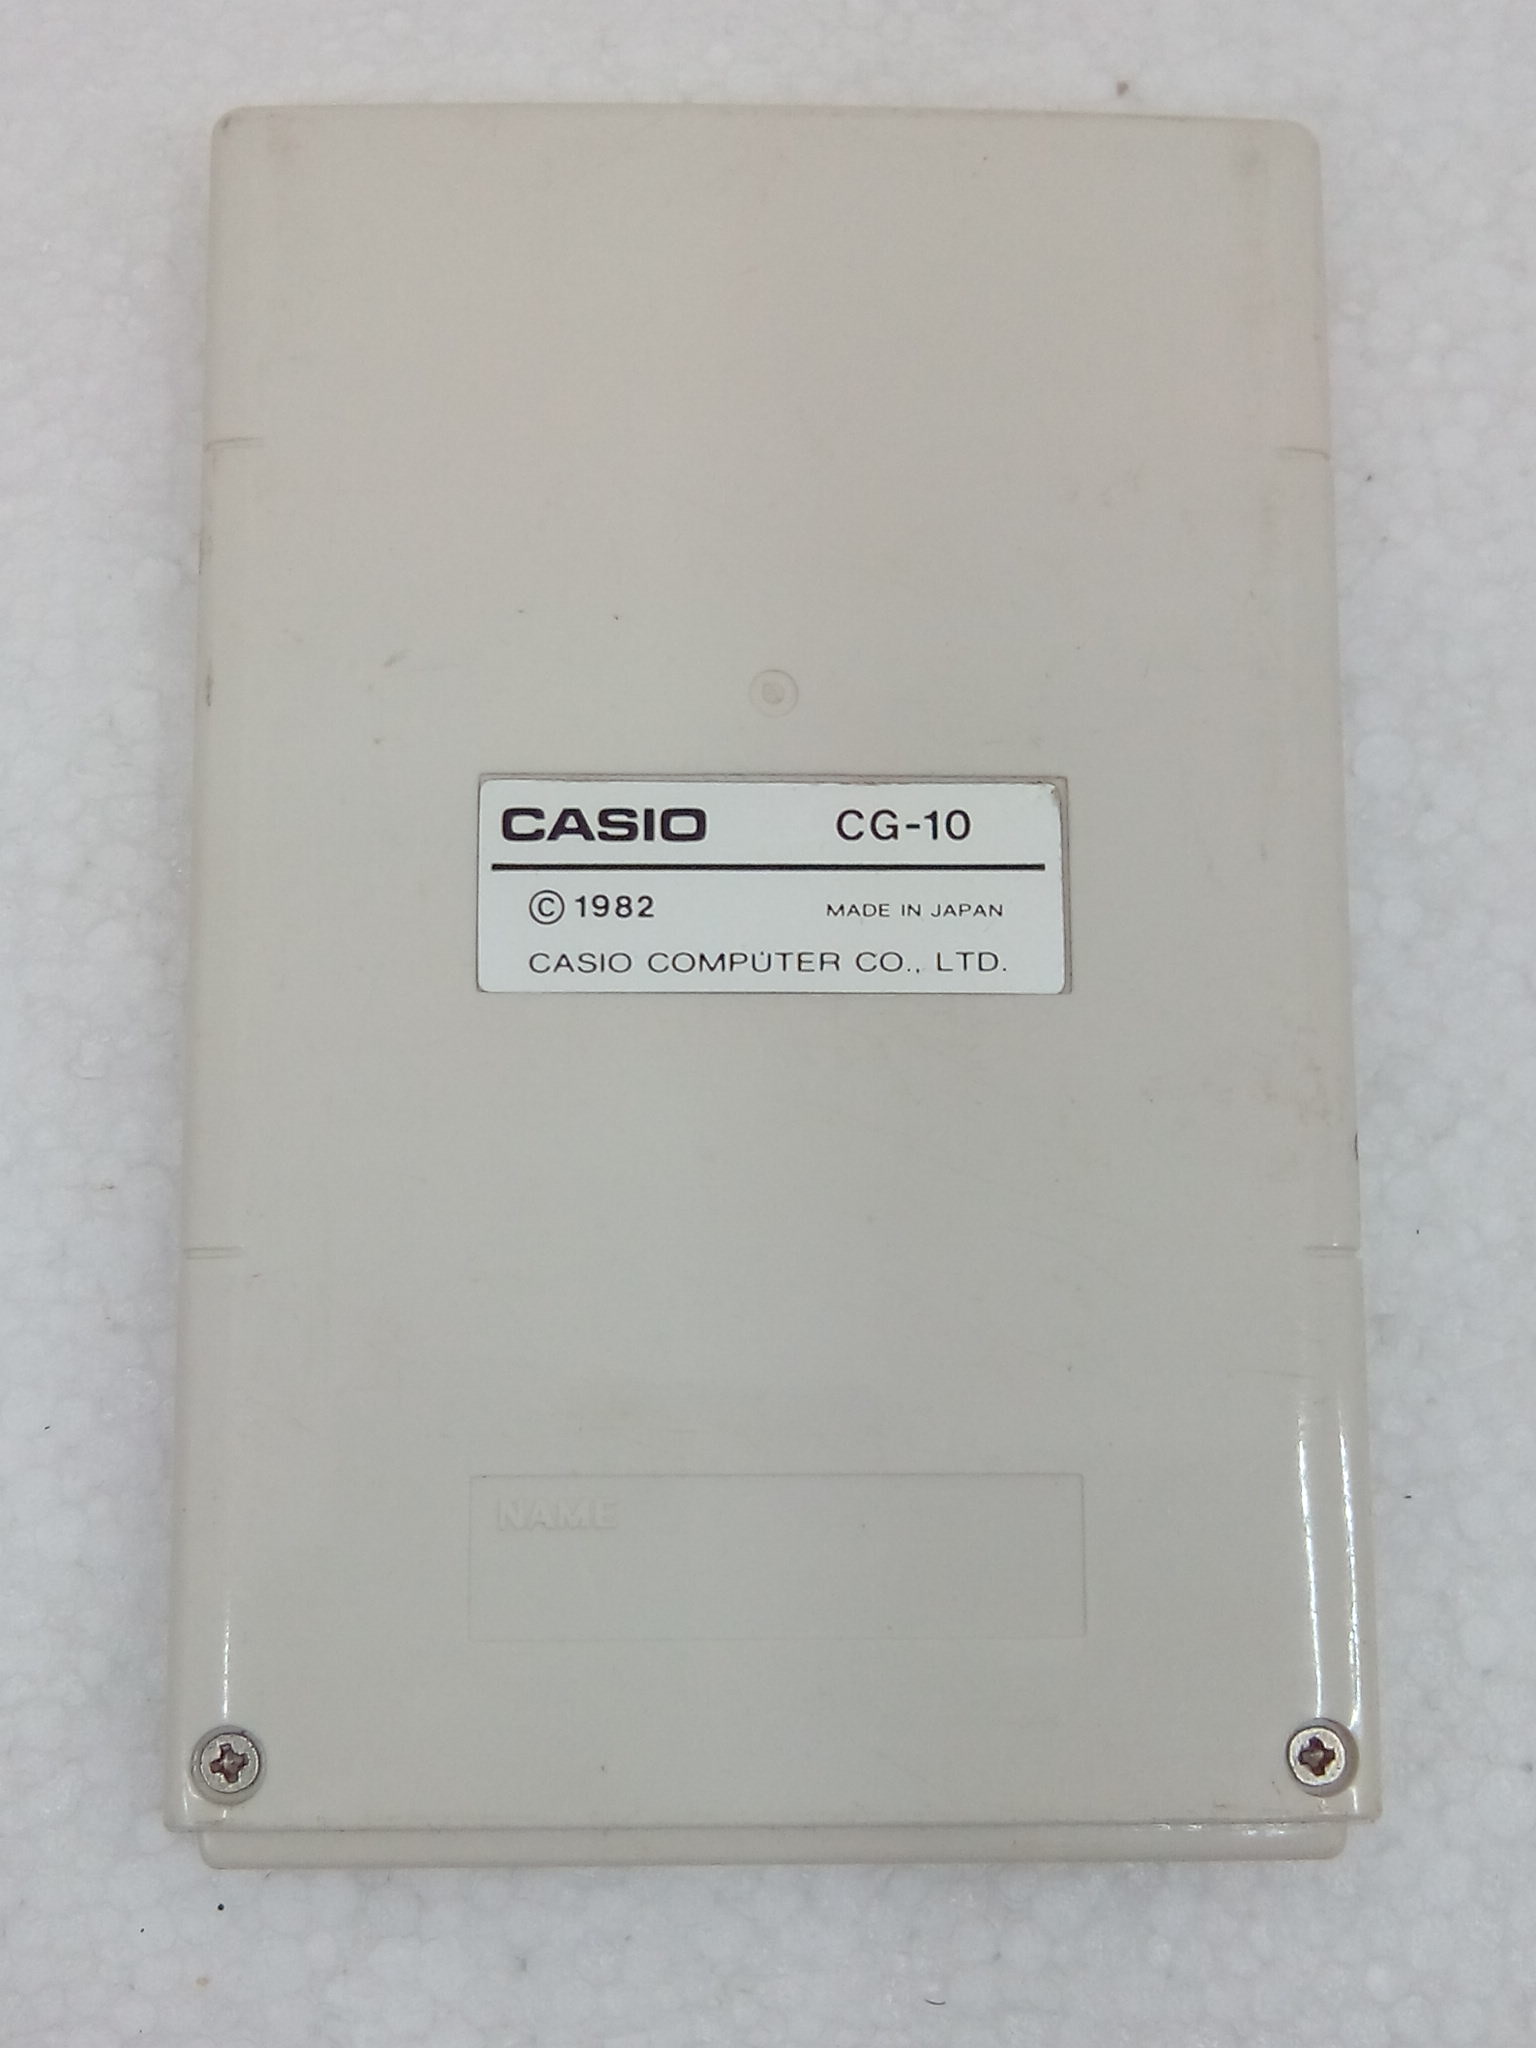 CASIO CG-10
© 1982 MADE IN JAPAN
CASIO COMPUTER CO., LTD.
NAME